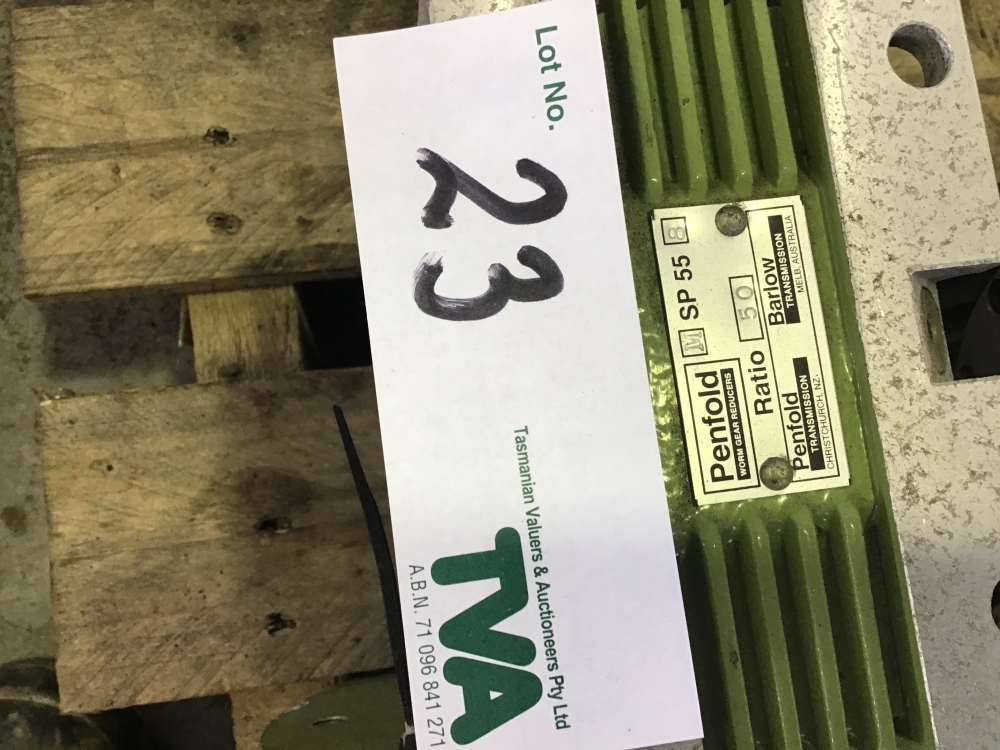 Lot No.
23
Tasmanian Valuers & Auctioneers Pty Ltd
TVA
A.B.N. 71 096 841 271
Penfold M SP 55 B
WORM GEAR REDUCERS
Ratio 50
Penfold Barlow
TRANSMISSION TRANSMISSION
CHRISTCHURCH, NZ. MELB. AUSTRALIA